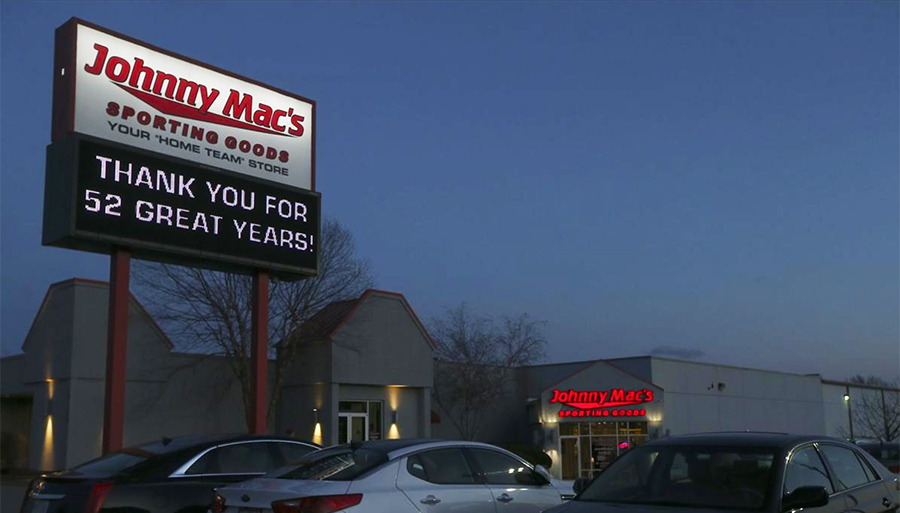 Johnny Mac's
SPORTING GOODS
YOUR "HOME TEAM" STORE
THANK YOU FOR
52 GREAT YEARS!
Johnny Mac's
SPORTING GOODS